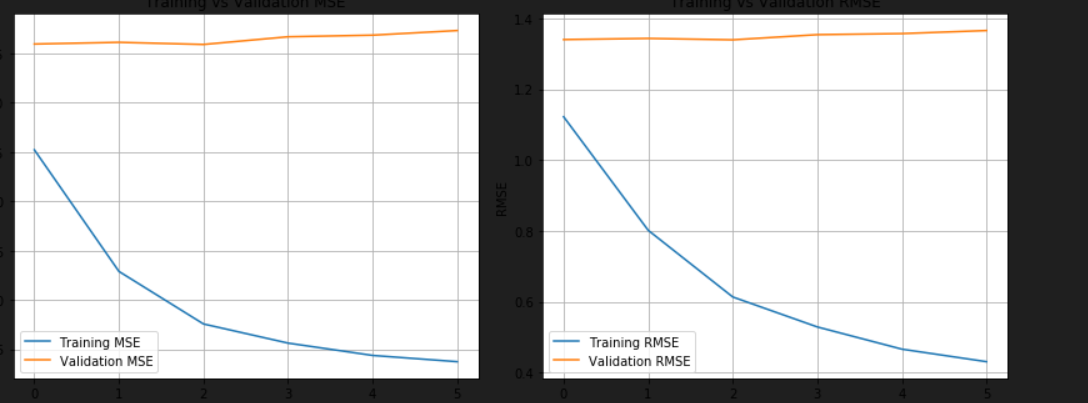 Training vs Validation MSE
Training MSE
Validation MSE
0 1 2 3 4 5
Training vs Validation RMSE
RMSE
1.4
1.2
1.0
0.8
0.6
0.4
Training RMSE
Validation RMSE
0 1 2 3 4 5